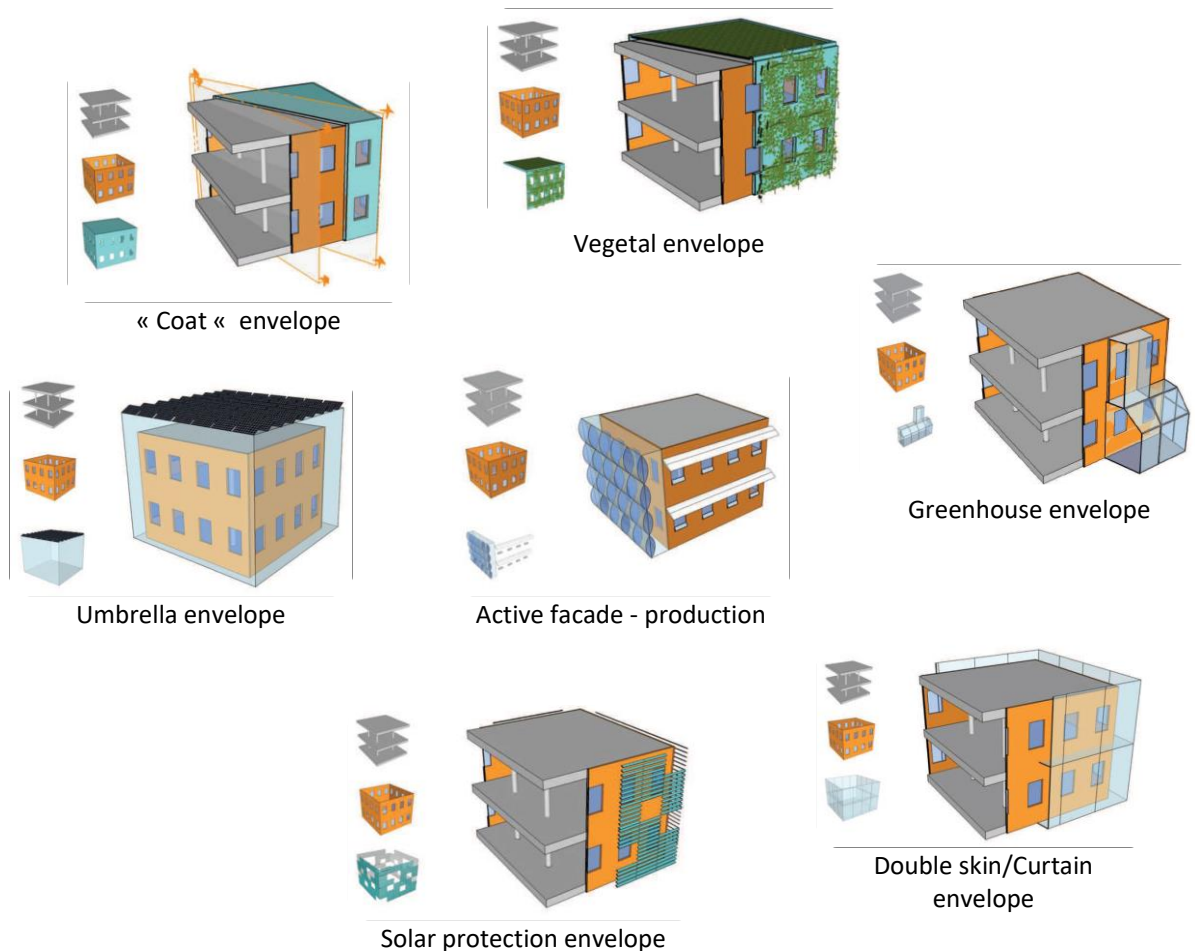 Vegetal envelope
« Coat «  envelope
Greenhouse envelope
Umbrella envelope
Active facade - production
Double skin/Curtain
envelope
Solar protection envelope